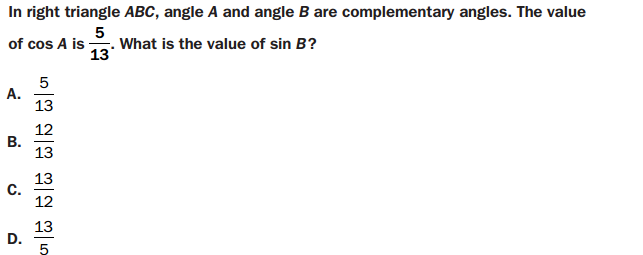 In right triangle ABC, angle A and angle B are complementary angles. The value
of cos A is 5/13. What is the value of sin B?
A. 5/13
B. 12/13
C. 13/12
D. 13/5